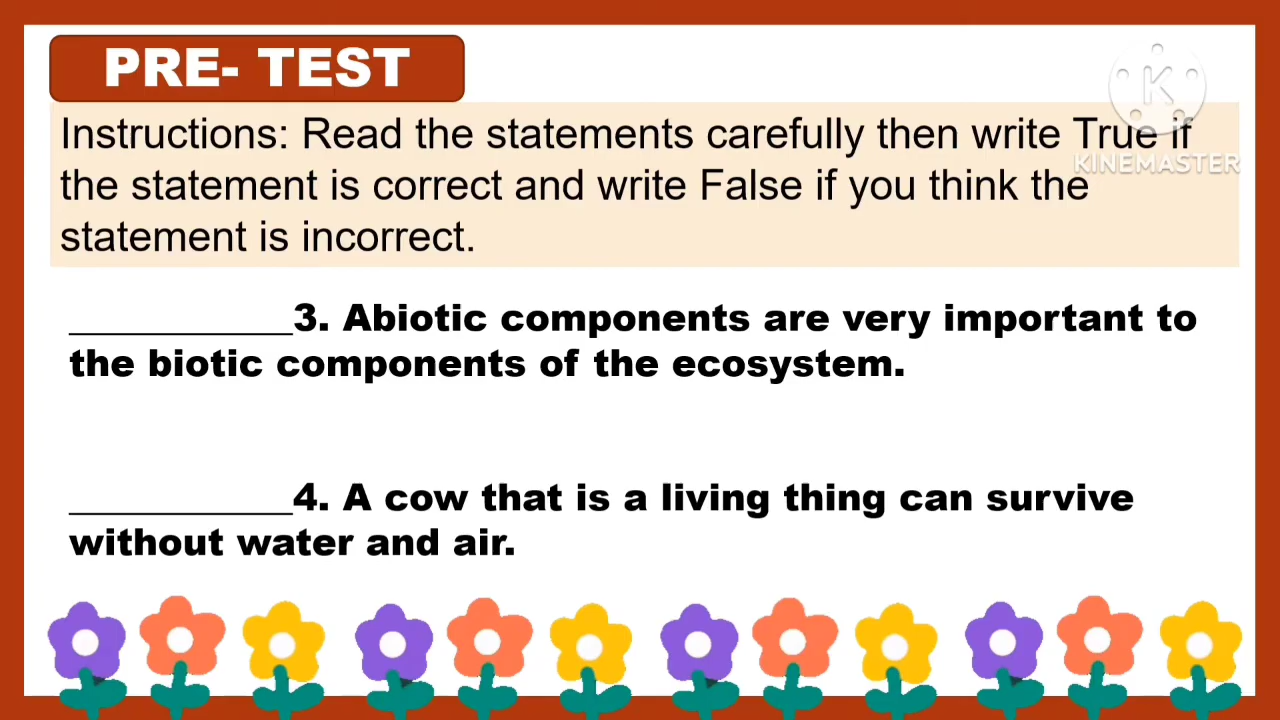 PRE- TEST
K
KINEMASTER
Instructions: Read the statements carefully then write True if
the statement is correct and write False if you think the
statement is incorrect.
___________3. Abiotic components are very important to
the biotic components of the ecosystem.
___________4. A cow that is a living thing can survive
without water and air.